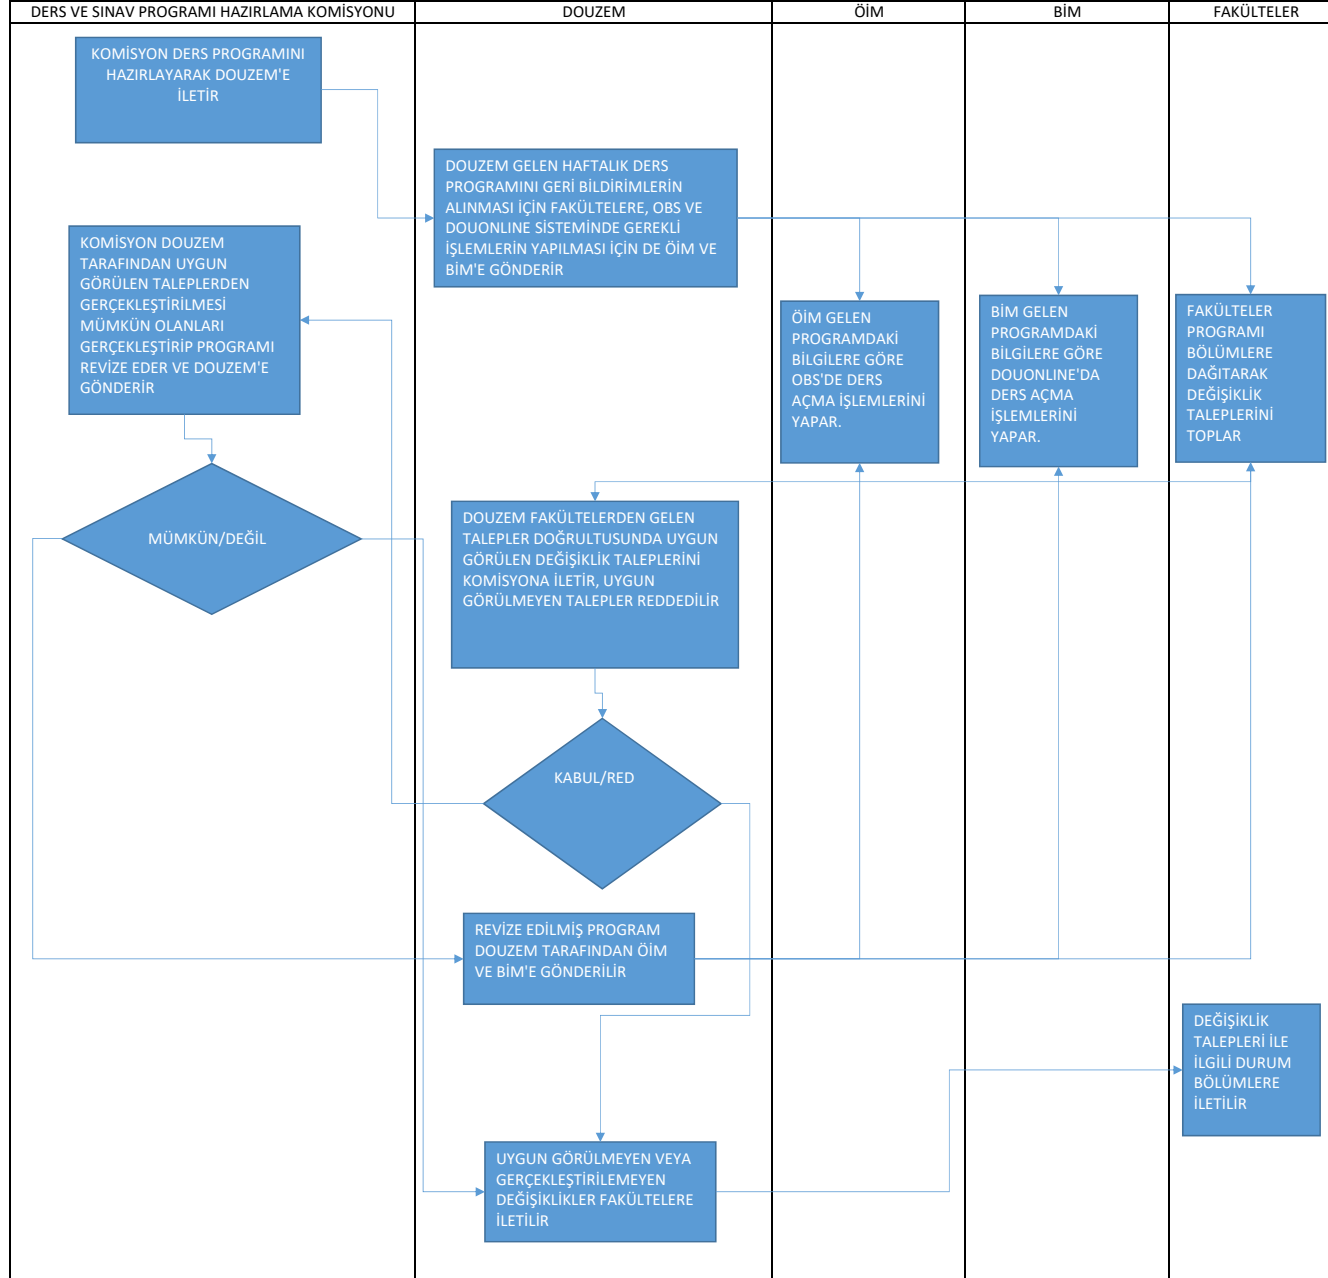 DERS VE SINAV PROGRAMI HAZIRLAMA KOMİSYONU
DOUZEM
ÖİM
BİM
FAKÜLTELER
KOMİSYON DERS PROGRAMINI
HAZIRLAYARAK DOUZEM'E
İLETİR
DOUZEM GELEN HAFTALIK DERS
PROGRAMINI GERİ BİLDİRİMLERİN
ALINMASI İÇİN FAKÜLTELERE, OBS VE
DOUONLINE SİSTEMİNDE GEREKLİ
İŞLEMLERİN YAPILMASI İÇİN DE ÖİM VE
BİM'E GÖNDERİR
KOMİSYON DOUZEM
TARAFINDAN UYGUN
GÖRÜLEN TALEPLERDEN
GERÇEKLEŞTİRİLMESİ
MÜMKÜN OLANLARI
GERÇEKLEŞTİRİP PROGRAMI
REVİZE EDER VE DOUZEM'E
GÖNDERİR
ÖİM GELEN
PROGRAMDAKİ
BİLGİLERE GÖRE
OBS'DE DERS
AÇMA İŞLEMLERİNİ
YAPAR.
BİM GELEN
PROGRAMDAKİ
BİLGİLERE GÖRE
DOUONLINE'DA
DERS AÇMA
İŞLEMLERİNİ
YAPAR.
FAKÜLTELER
PROGRAMI
BÖLÜMLERE
DAĞITARAK
DEĞİŞİKLİK
TALEPLERİNİ
TOPLAR
MÜMKÜN/DEĞİL
DOUZEM FAKÜLTELERDEN GELEN
TALEPLER DOĞRULTUSUNDA UYGUN
GÖRÜLEN DEĞİŞİKLİK TALEPLERİNİ
KOMİSYONA İLETİR, UYGUN
GÖRÜLMEYEN TALEPLER REDDEDİLİR
KABUL/RED
REVİZE EDİLMİŞ PROGRAM
DOUZEM TARAFINDAN ÖİM
VE BİM'E GÖNDERİLİR
DEĞİŞİKLİK
TALEPLERİ İLE
İLGİLİ DURUM
BÖLÜMLERE
İLETİLİR
UYGUN GÖRÜLMEYEN VEYA
GERÇEKLEŞTİRİLEMEYEN
DEĞİŞİKLİKLER FAKÜLTELERE
İLETİLİR